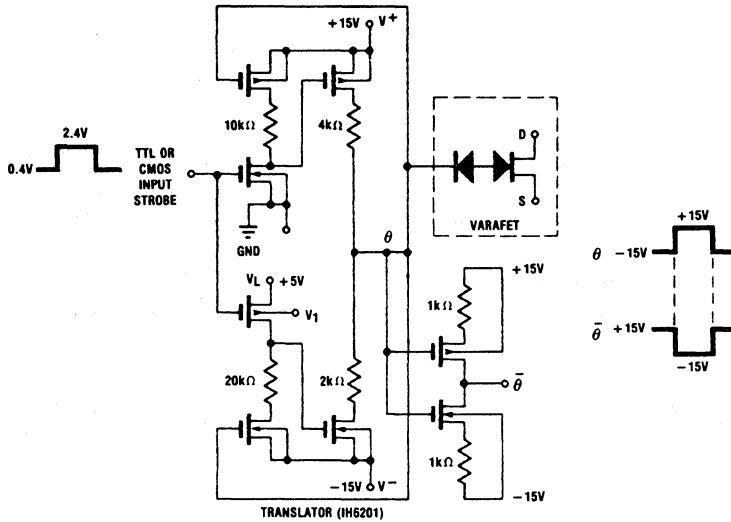 +15V V+
10kΩ
4kΩ
2.4V
0.4V
TTL OR
CMOS
INPUT
STROBE
GND
D
S
VARAFET
θ
+15V
θ -15V
VL +5V
V1
+15V
1kΩ
θ̅ +15V
-15V
20kΩ
2kΩ
θ̅
1kΩ
-15V V−
-15V
TRANSLATOR (IH6201)